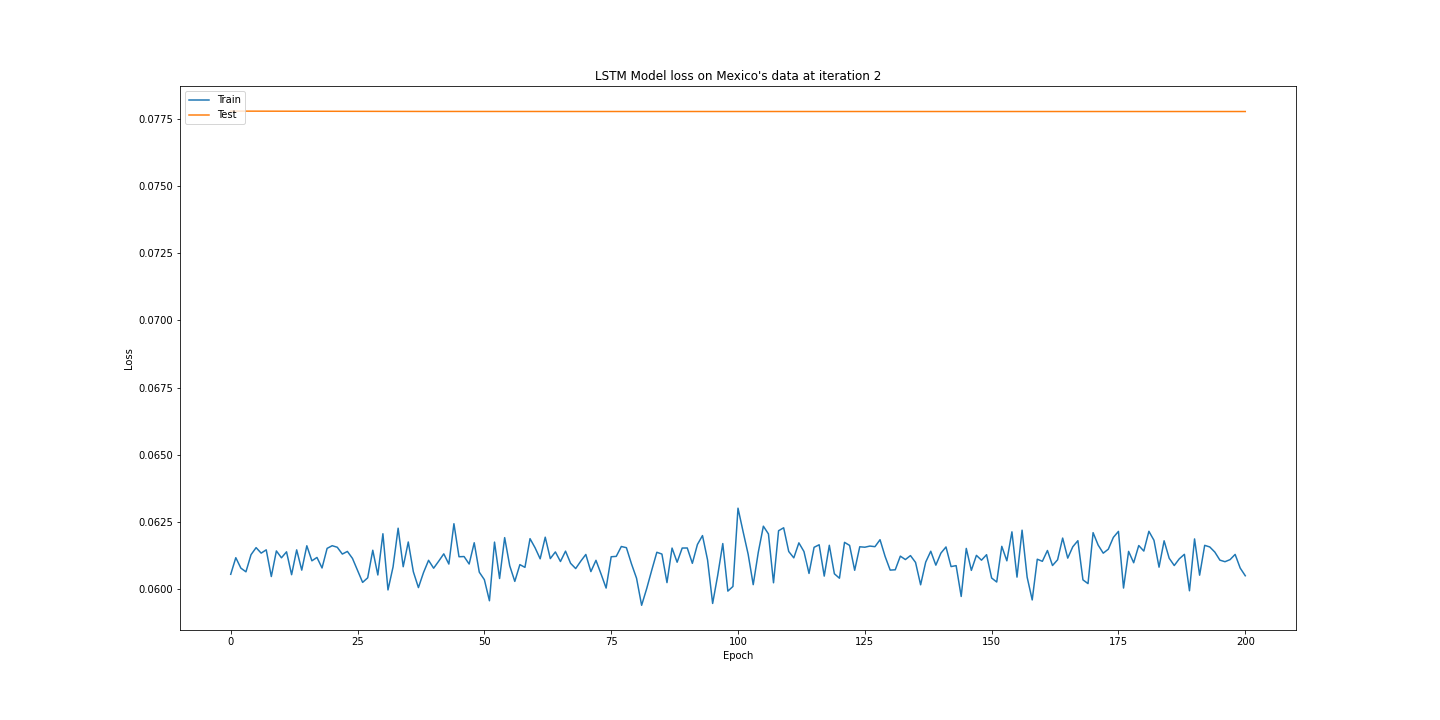 LSTM Model loss on Mexico's data at iteration 2
Train
Test
0.0775
0.0750
0.0725
0.0700
0.0675
0.0650
0.0625
0.0600
Loss
0 25 50 75 100 125 150 175 200
Epoch